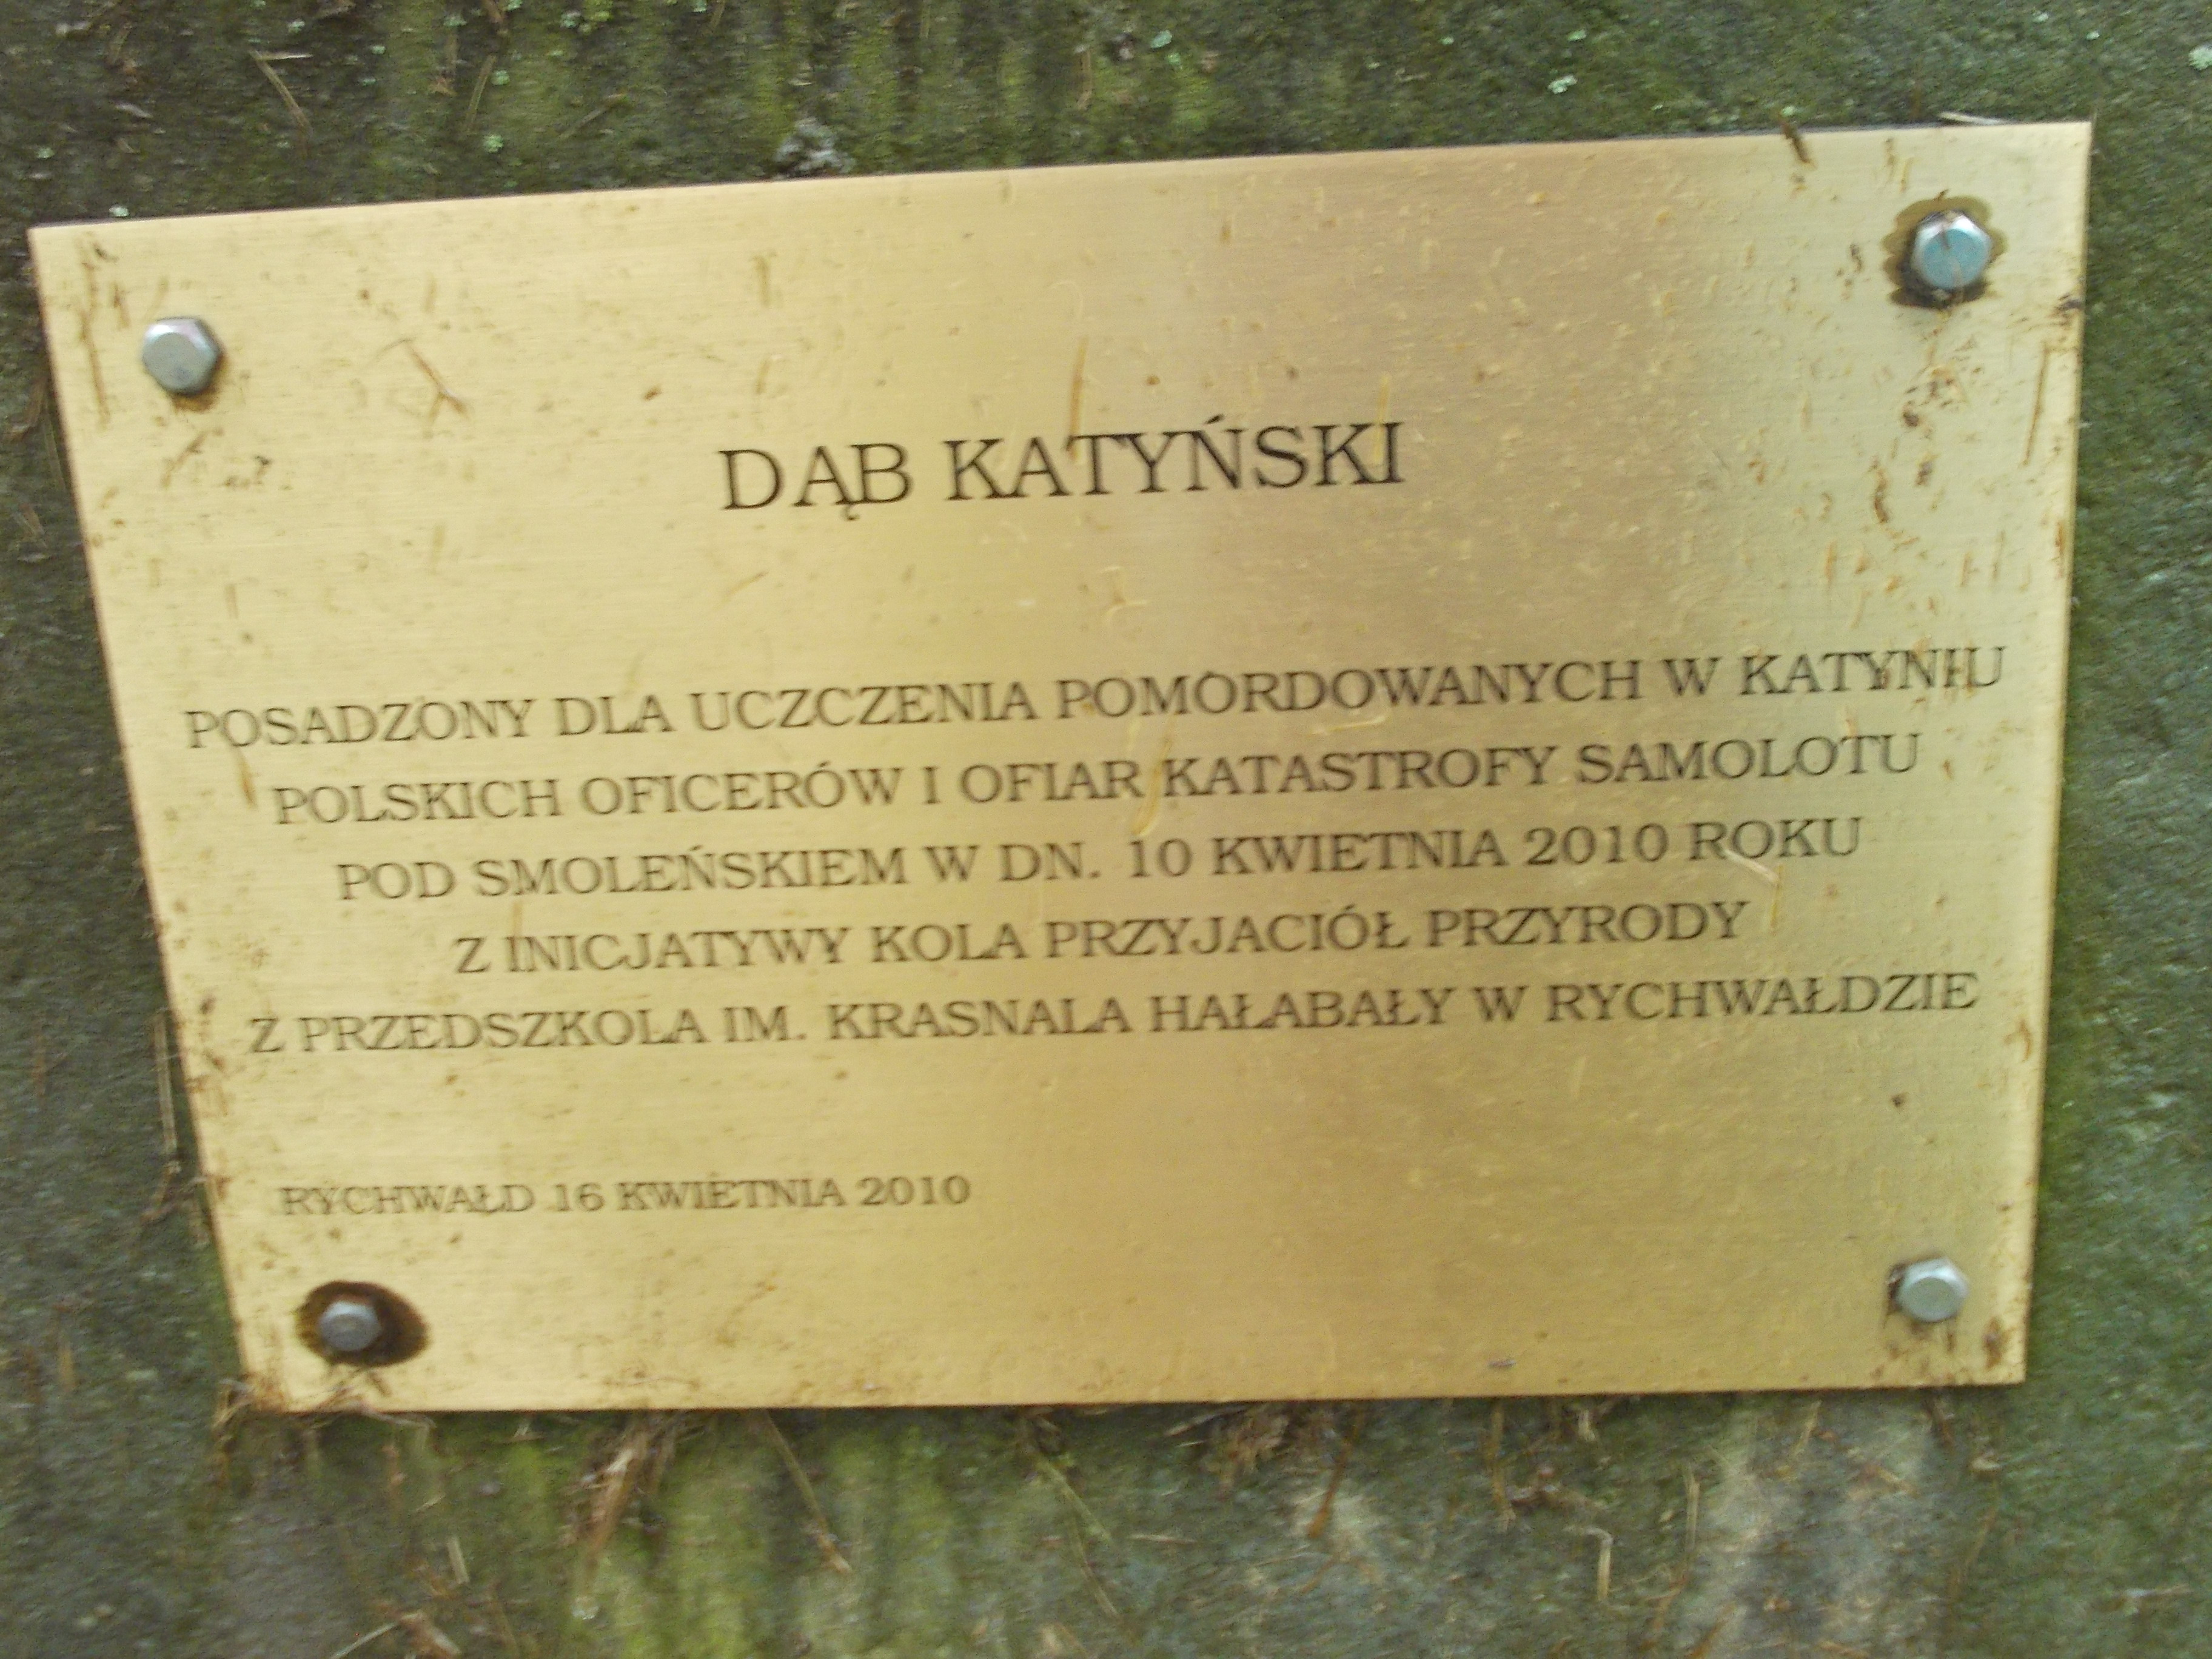 DĄB KATYŃSKI
POSADZONY DLA UCZCZENIA POMORDOWANYCH W KATYNIU
POLSKICH OFICERÓW I OFIAR KATASTROFY SAMOLOTU
POD SMOLEŃSKIEM W DN. 10 KWIETNIA 2010 ROKU
Z INICJATYWY KOLA PRZYJACIÓŁ PRZYRODY
Z PRZEDSZKOLA IM. KRASNALA HAŁABAŁY W RYCHWAŁDZIE
RYCHWAŁD 16 KWIETNIA 2010